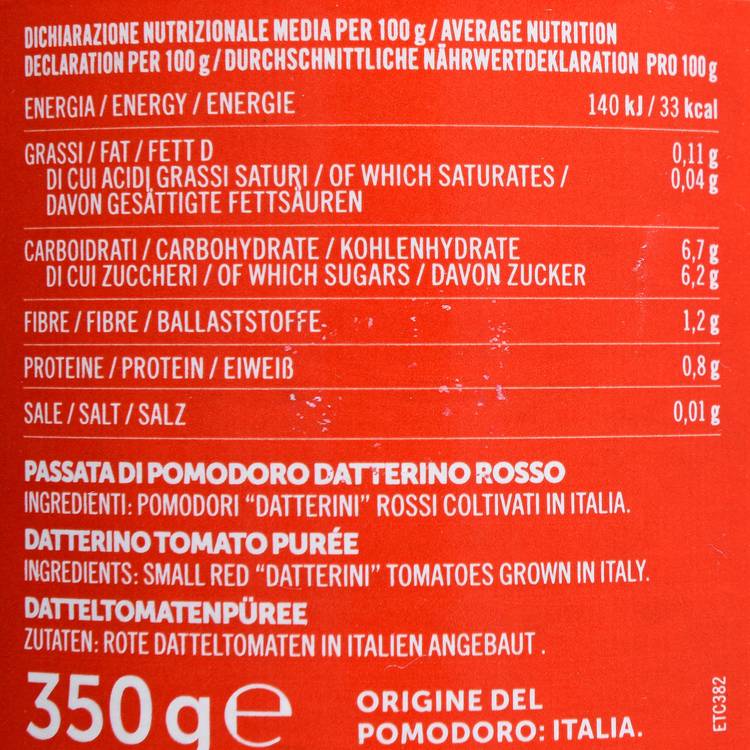 DICHIARAZIONE NUTRIZIONALE MEDIA PER 100 g / AVERAGE NUTRITION
DECLARATION PER 100 g / DURCHSCHNITTLICHE NÄHRWERTDEKLARATION PRO 100 g
ENERGIA / ENERGY / ENERGIE 140 kJ / 33 kcal
GRASSI / FAT / FETT D 0,11 g
DI CUI ACIDI GRASSI SATURI / OF WHICH SATURATES / 0,04 g
DAVON GESÄTTIGTE FETTSÄUREN
CARBOIDRATI / CARBOHYDRATE / KOHLENHYDRATE 6,7 g
DI CUI ZUCCHERI / OF WHICH SUGARS / DAVON ZUCKER 6,2 g
FIBRE / FIBRE / BALLASTSTOFFE 1,2 g
PROTEINE / PROTEIN / EIWEIß 0,8 g
SALE / SALT / SALZ 0,01 g
PASSATA DI POMODORO DATTERINO ROSSO
INGREDIENTI: POMODORI “DATTERINI” ROSSI COLTIVATI IN ITALIA.
DATTERINO TOMATO PURÉE
INGREDIENTS: SMALL RED “DATTERINI” TOMATOES GROWN IN ITALY.
DATTELTOMATENPÜREE
ZUTATEN: ROTE DATTELTOMATEN IN ITALIEN ANGEBAUT .
350 g e
ORIGINE DEL
POMODORO: ITALIA.
ETC382